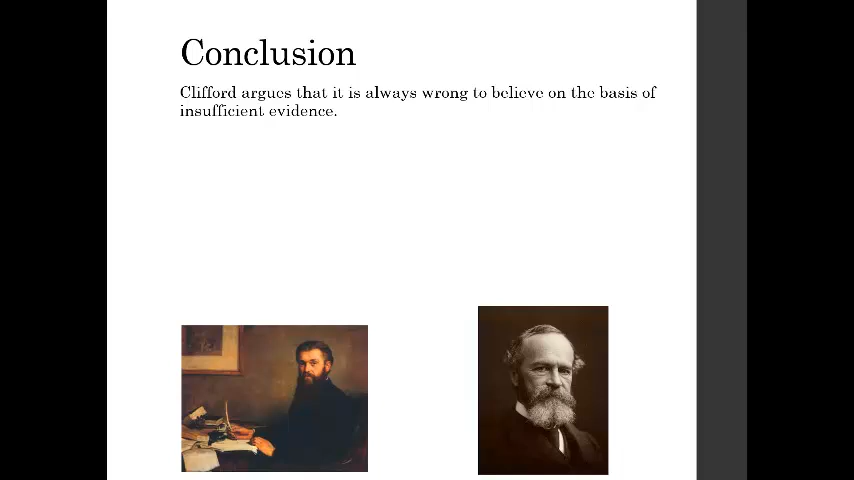 Conclusion
Clifford argues that it is always wrong to believe on the basis of
insufficient evidence.